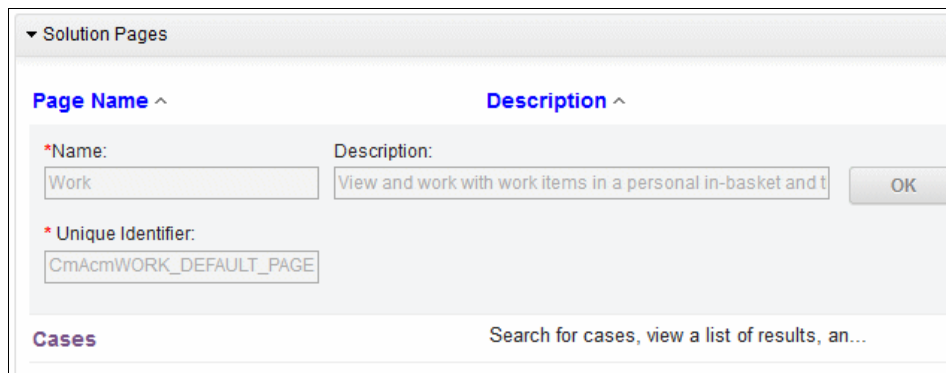 Solution Pages
Page Name Description
*Name: Description:
Work View and work with work items in a personal in-basket and t OK
* Unique Identifier:
CmAcmWORK_DEFAULT_PAGE
Cases Search for cases, view a list of results, an...